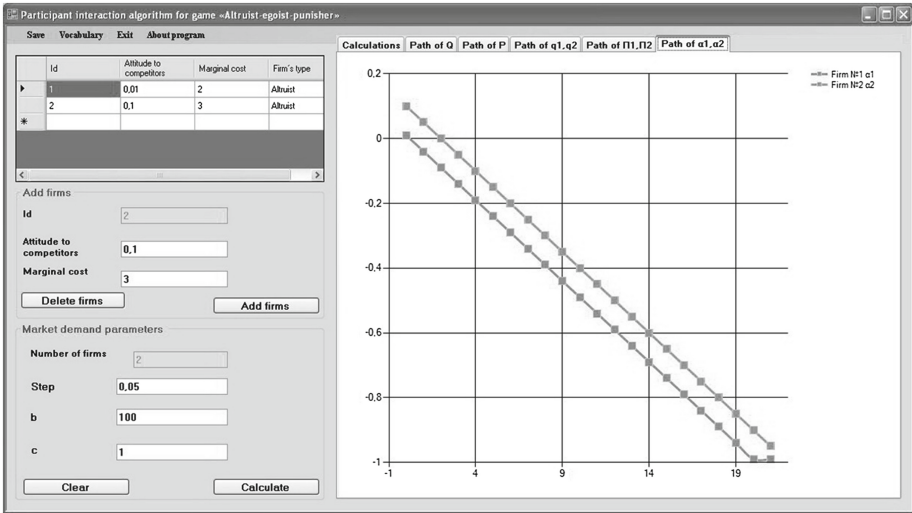 Participant interaction algorithm for game «Altruist-egoist-punisher»
Save Vocabulary Exit About program
Id Attitude to competitors Marginal cost Firm's type
1 0,01 2 Altruist
2 0,1 3 Altruist
Add firms
Id 2
Attitude to competitors 0,1
Marginal cost 3
Delete firms Add firms
Market demand parameters
Number of firms 2
Step 0,05
b 100
c 1
Clear Calculate
Calculations Path of Q Path of P Path of q1,q2 Path of П1,П2 Path of α1,α2
Firm №1 α1
Firm №2 α2
0,2
0
-0,2
-0,4
-0,6
-0,8
-1
-1 4 9 14 19